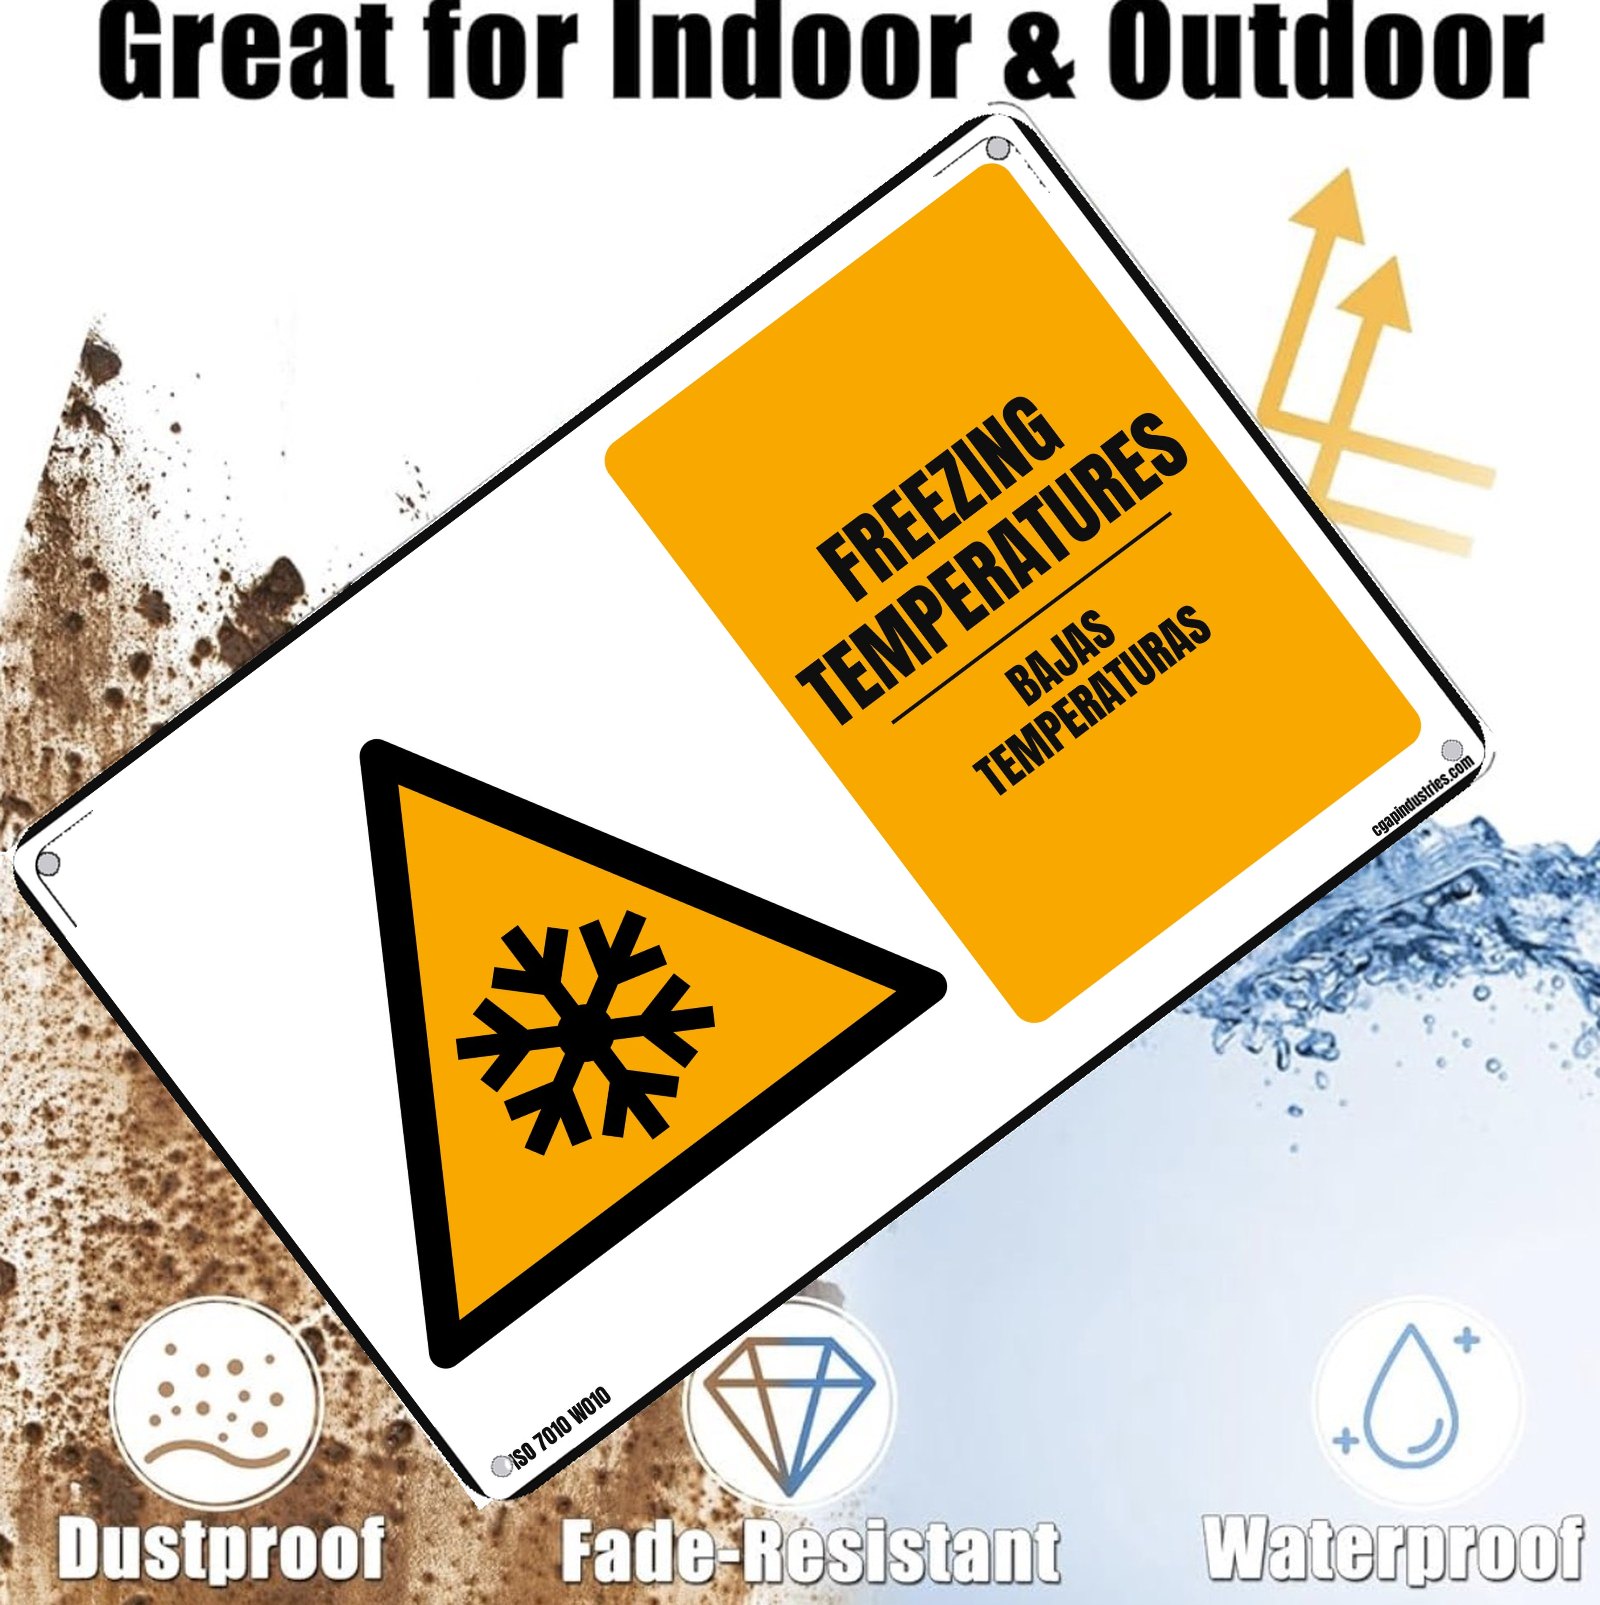 Great for Indoor & Outdoor
FREEZING
TEMPERATURES
BAJAS
TEMPERATURAS
cgapindustries.com
ISO 7010 W010
Dustproof
Fade-Resistant
Waterproof